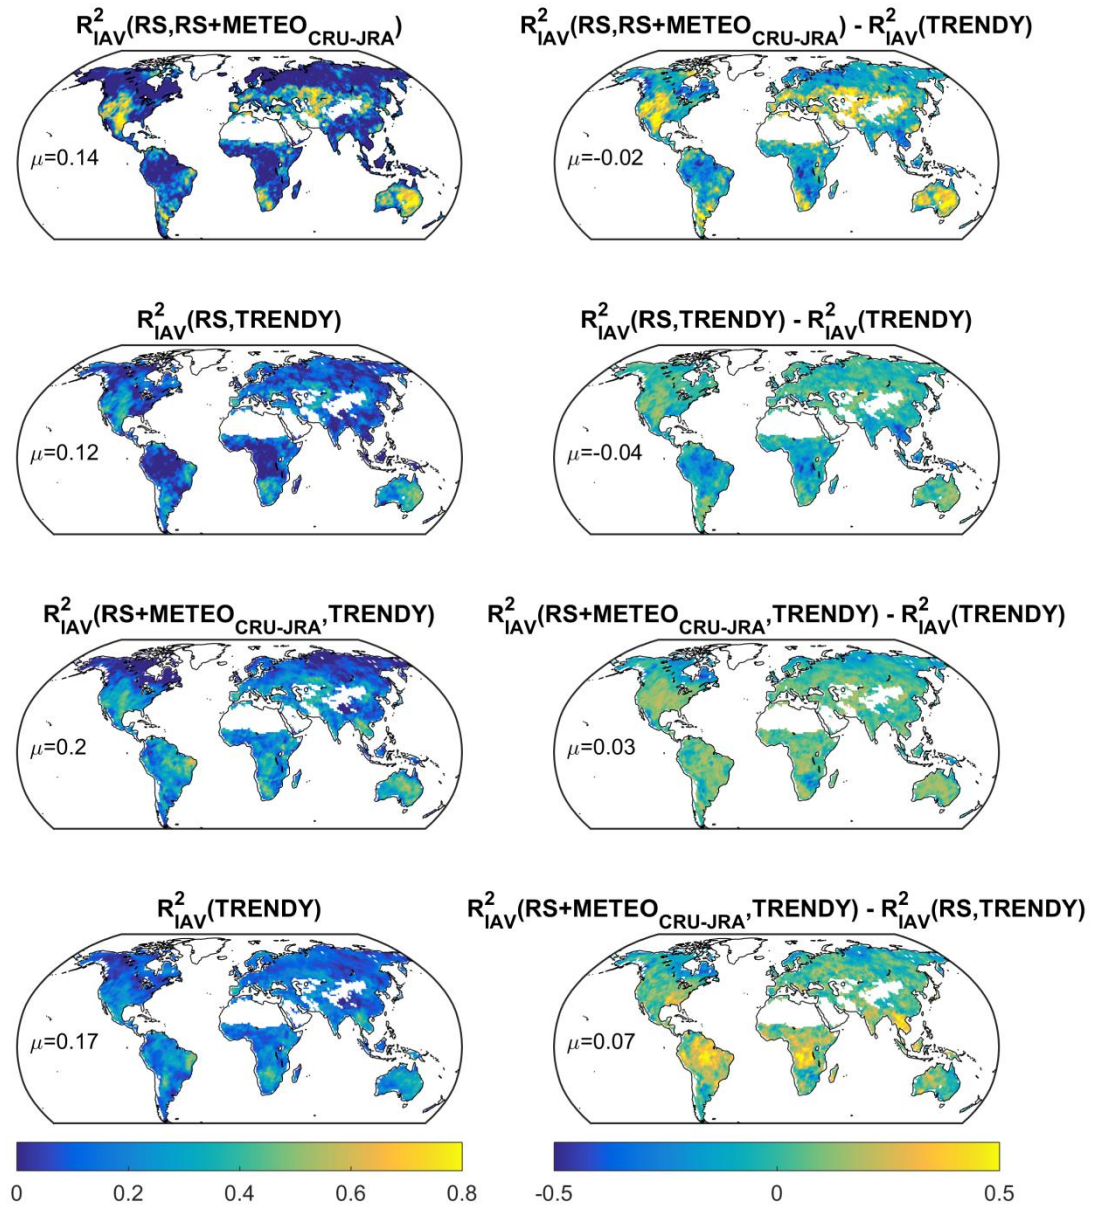 R²IAV(RS,RS+METEOCRU-JRA)
R²IAV(RS,RS+METEOCRU-JRA) - R²IAV(TRENDY)
μ=0.14
μ=-0.02
R²IAV(RS,TRENDY)
R²IAV(RS,TRENDY) - R²IAV(TRENDY)
μ=0.12
μ=-0.04
R²IAV(RS+METEOCRU-JRA,TRENDY)
R²IAV(RS+METEOCRU-JRA,TRENDY) - R²IAV(TRENDY)
μ=0.2
μ=0.03
R²IAV(TRENDY)
R²IAV(RS+METEOCRU-JRA,TRENDY) - R²IAV(RS,TRENDY)
μ=0.17
μ=0.07
0 0.2 0.4 0.6 0.8
-0.5 0 0.5